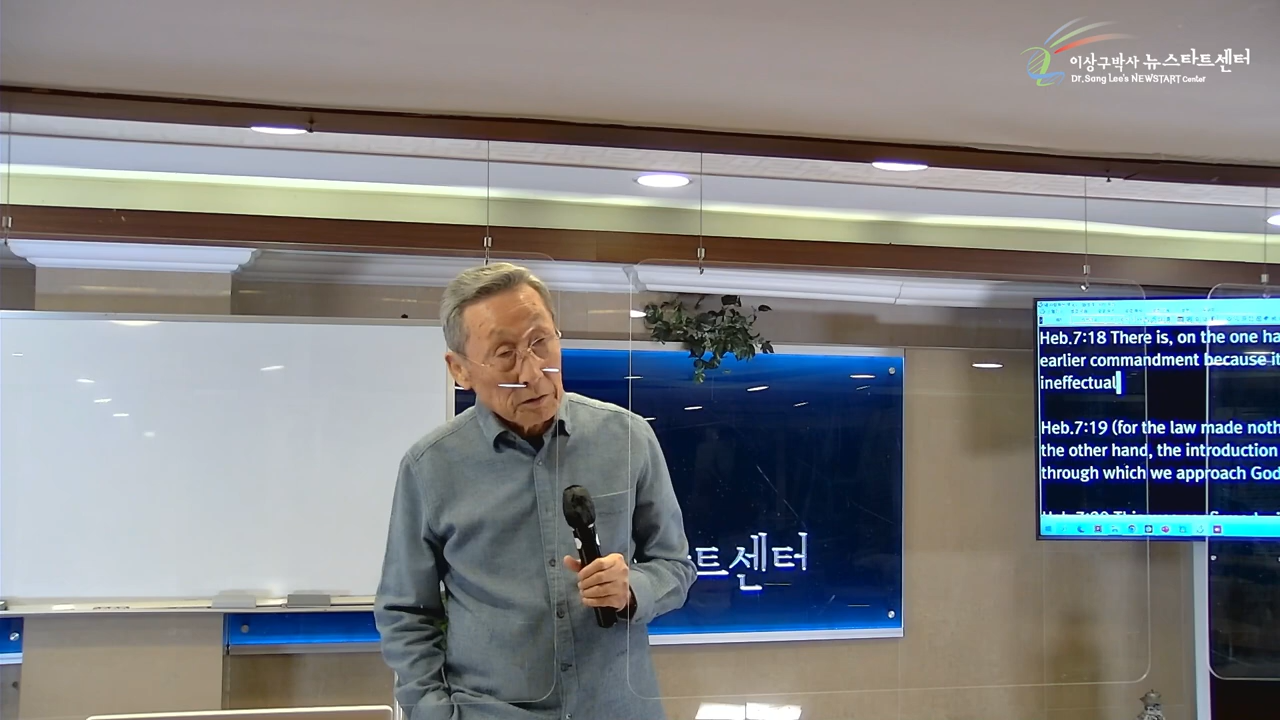 이상구박사 뉴스타트센터
Dr. Sang Lee's NEWSTART Center
Heb.7:18 There is, on the one ha
earlier commandment because it
ineffectual
Heb.7:19 (for the law made noth
the other hand, the introduction
through which we approach God
트센터